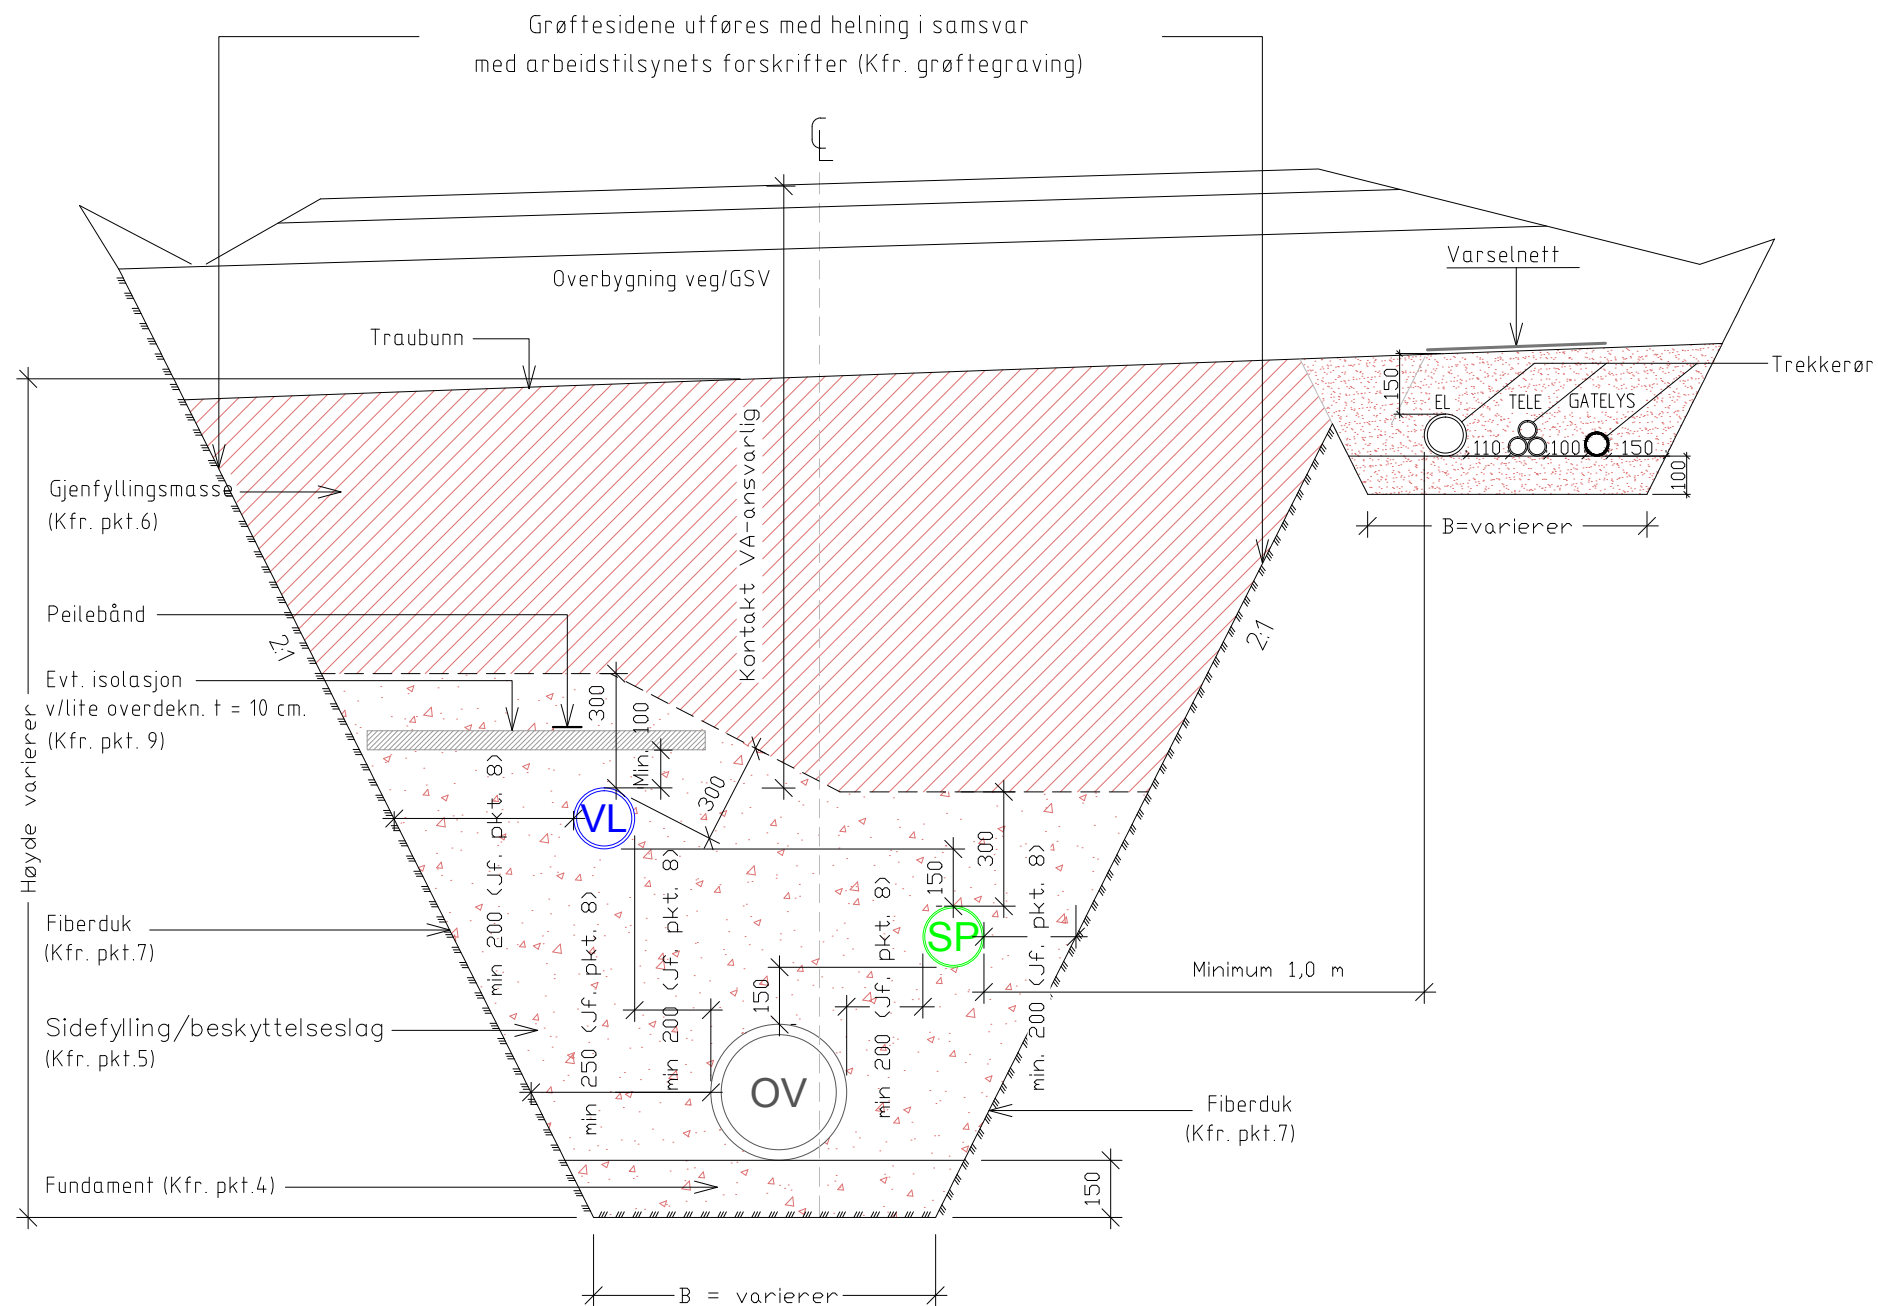 Grøftesidene utføres med helning i samsvar
med arbeidstilsynets forskrifter (Kfr. grøftegraving)
CL
Varselnett
Overbygning veg/GSV
Traubunn
Trekkerør
150
EL
TELE
GATELYS
110
100
150
100
B=varierer
Gjenfyllingsmasse
(Kfr. pkt.6)
Kontakt VA-ansvarlig
Peilebånd
2:1
2:1
Evt. isolasjon
v/lite overdekn. t = 10 cm.
(Kfr. pkt. 9)
Høyde varierer
300
Min. 100
300
VL
min 200 (Jf. pkt. 8)
min 250 (Jf. pkt. 8)
min 200 (Jf. pkt. 8)
150
300
SP
min 200 (Jf. pkt. 8)
min. 200 (Jf. pkt. 8)
Fiberduk
(Kfr. pkt.7)
Minimum 1,0 m
150
Sidefylling/beskyttelseslag
(Kfr. pkt.5)
OV
Fiberduk
(Kfr. pkt.7)
Fundament (Kfr. pkt.4)
150
B = varierer